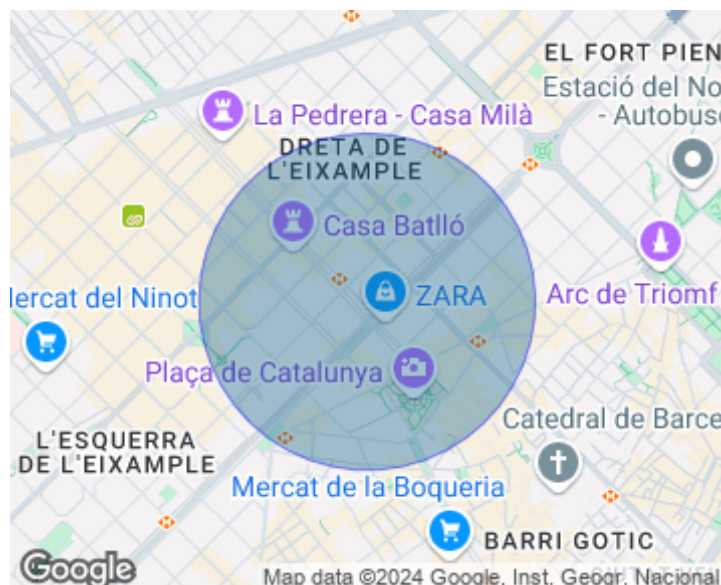 EL FORT PIEN
Estació del No
- Autobus
La Pedrera - Casa Milà
DRETA DE
L'EIXAMPLE
Casa Batlló
Mercat del Ninot
ZARA
Arc de Triomf
Plaça de Catalunya
L'ESQUERRA
DE L'EIXAMPLE
Catedral de Barce
Mercat de la Boqueria
BARRI GOTIC
Google
Map data ©2024 Google, Inst. Geogr. Nacional